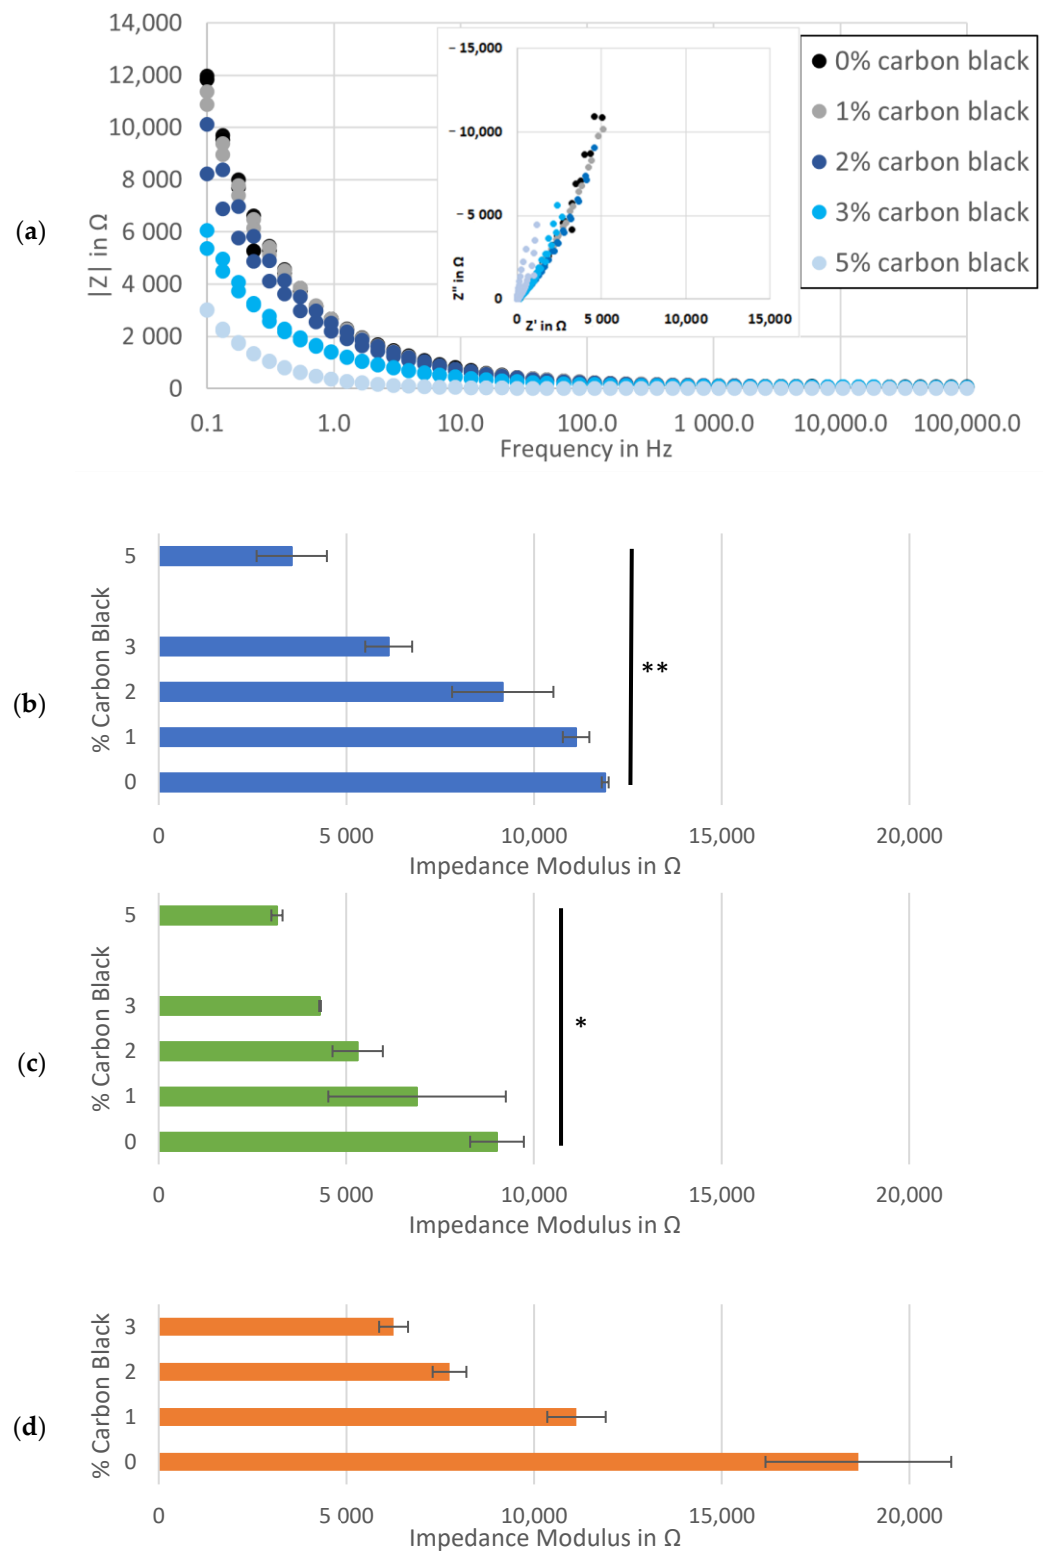 (a)
|Z| in Ω
14,000
12,000
10,000
8 000
6 000
4 000
2 000
0
0.1 1.0 10.0 100.0 1 000.0 10,000.0 100,000.0
Frequency in Hz
Z'' in Ω
− 15,000
− 10,000
− 5 000
0
0 5 000 10,000 15,000
Z' in Ω
0% carbon black
1% carbon black
2% carbon black
3% carbon black
5% carbon black
(b)
% Carbon Black
5
3
2
1
0
**
0 5 000 10,000 15,000 20,000
Impedance Modulus in Ω
(c)
% Carbon Black
5
3
2
1
0
*
0 5 000 10,000 15,000 20,000
Impedance Modulus in Ω
(d)
% Carbon Black
3
2
1
0
0 5 000 10,000 15,000 20,000
Impedance Modulus in Ω